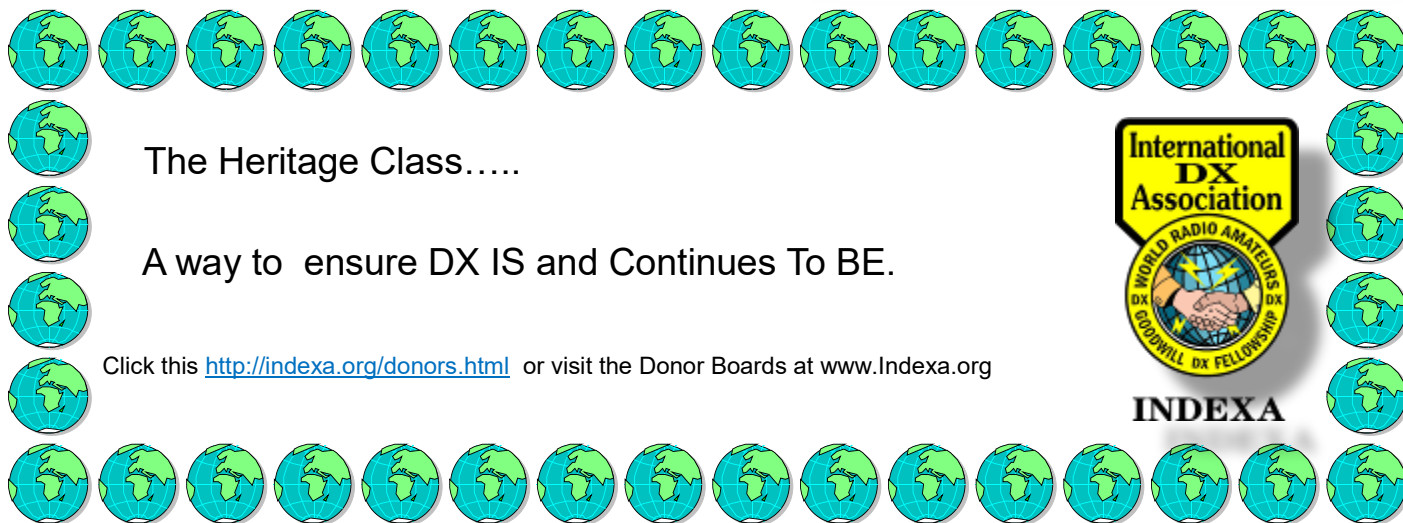 The Heritage Class…..
A way to  ensure DX IS and Continues To BE.
Click this http://indexa.org/donors.html  or visit the Donor Boards at www.Indexa.org
International
DX
Association
WORLD RADIO AMATEURS
DX
DX
GOODWILL DX FELLOWSHIP
INDEXA